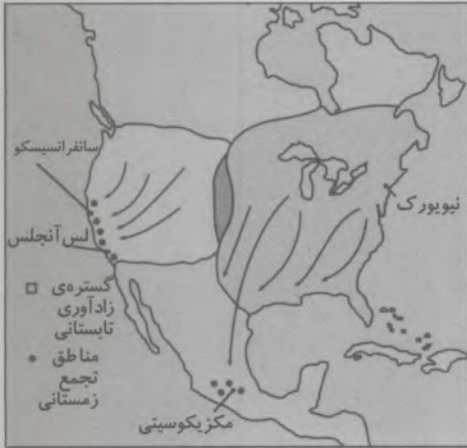 سانفرانسیسکو
نیویورک
لس آنجلس
گستره‌ی
زادآوری
تابستانی
مناطق
تجمع
زمستانی
مکزیکوسیتی